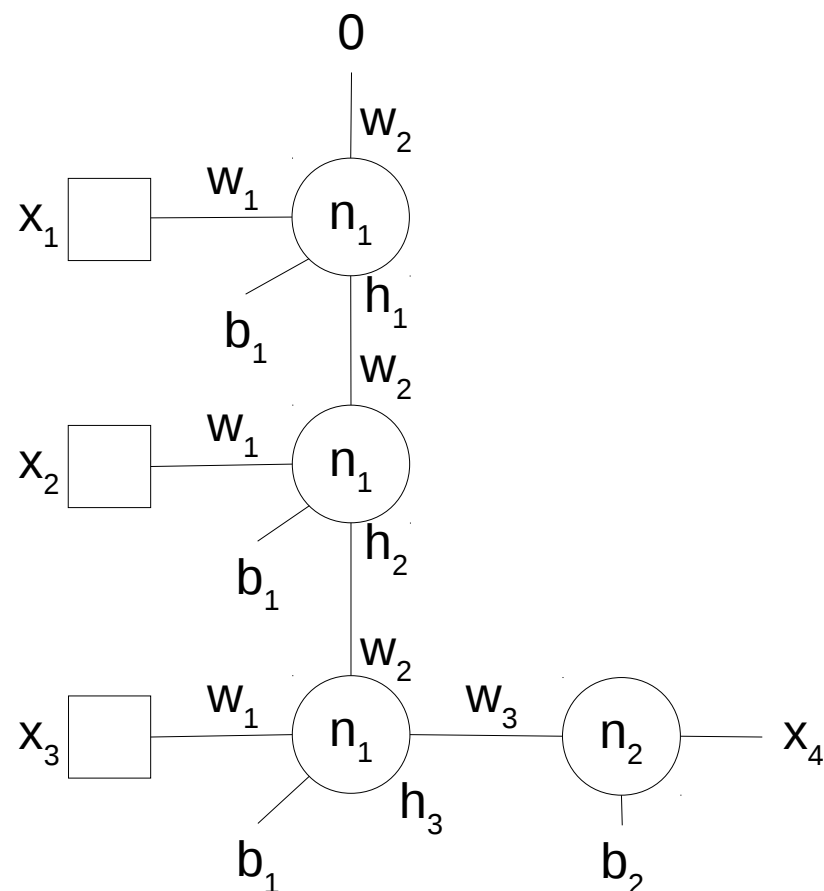 0
w₂
w₁
x₁
n₁
b₁
h₁
w₂
w₁
x₂
n₁
b₁
h₂
w₂
w₁
w₃
x₃
n₁
n₂
x₄
h₃
b₁
b₂